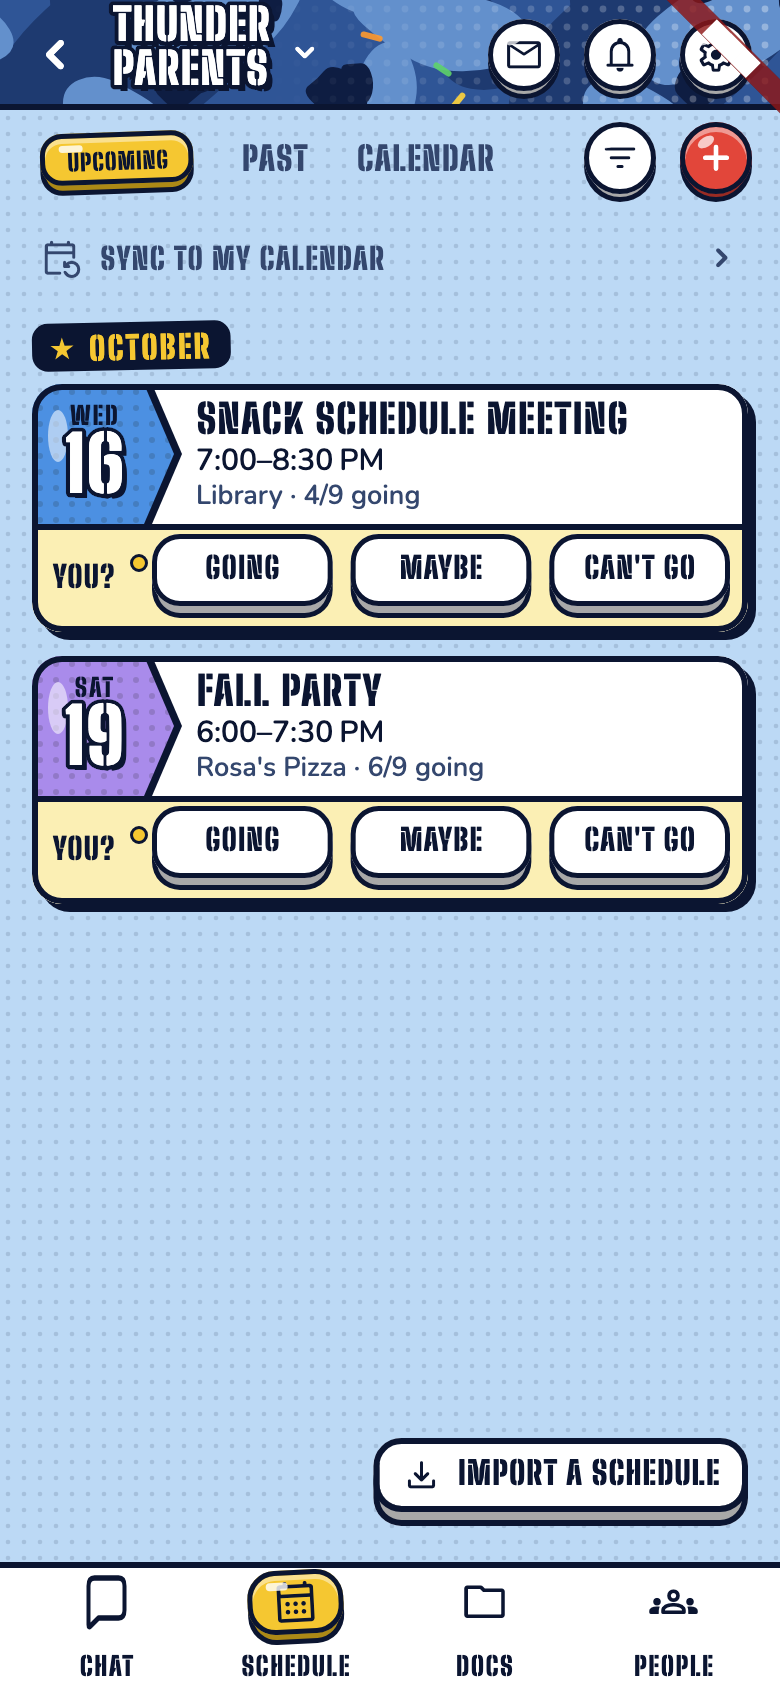 THUNDER
PARENTS
UPCOMING
PAST
CALENDAR
SYNC TO MY CALENDAR
★ OCTOBER
WED
16
SNACK SCHEDULE MEETING
7:00–8:30 PM
Library · 4/9 going
YOU?
GOING
MAYBE
CAN'T GO
SAT
19
FALL PARTY
6:00–7:30 PM
Rosa's Pizza · 6/9 going
YOU?
GOING
MAYBE
CAN'T GO
IMPORT A SCHEDULE
CHAT
SCHEDULE
DOCS
PEOPLE